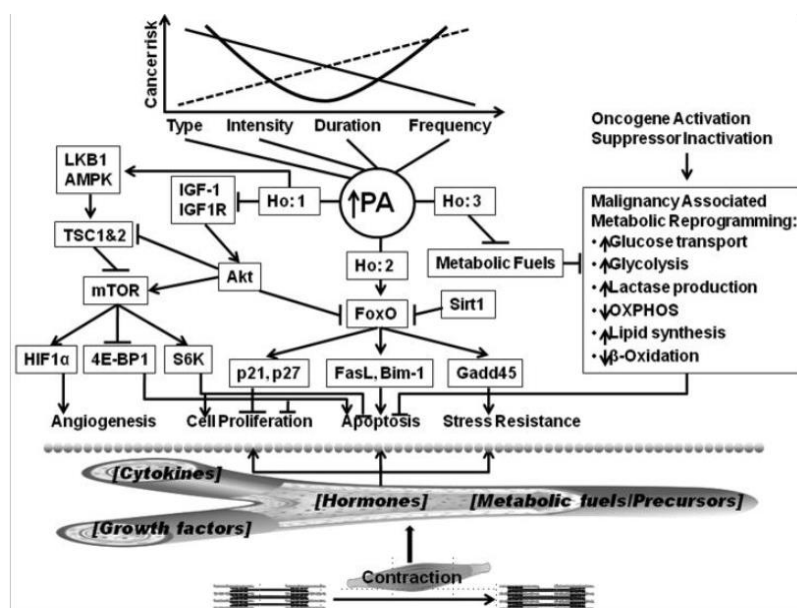 Cancer risk
Type Intensity Duration Frequency
Oncogene Activation
Suppressor Inactivation
LKB1
AMPK
IGF-1
IGF1R
Ho: 1
↑PA
Ho: 3
Malignancy Associated
Metabolic Reprogramming:
• ↑Glucose transport
• ↑Glycolysis
• ↑Lactase production
• ↓OXPHOS
• ↑Lipid synthesis
• ↓β-Oxidation
TSC1&2
Akt
Ho: 2
Metabolic Fuels
mTOR
FoxO
Sirt1
HIF1α
4E-BP1
S6K
p21, p27
FasL, Bim-1
Gadd45
Angiogenesis
Cell Proliferation
Apoptosis
Stress Resistance
[Cytokines]
[Hormones]
[Metabolic fuels/Precursors]
[Growth factors]
Contraction